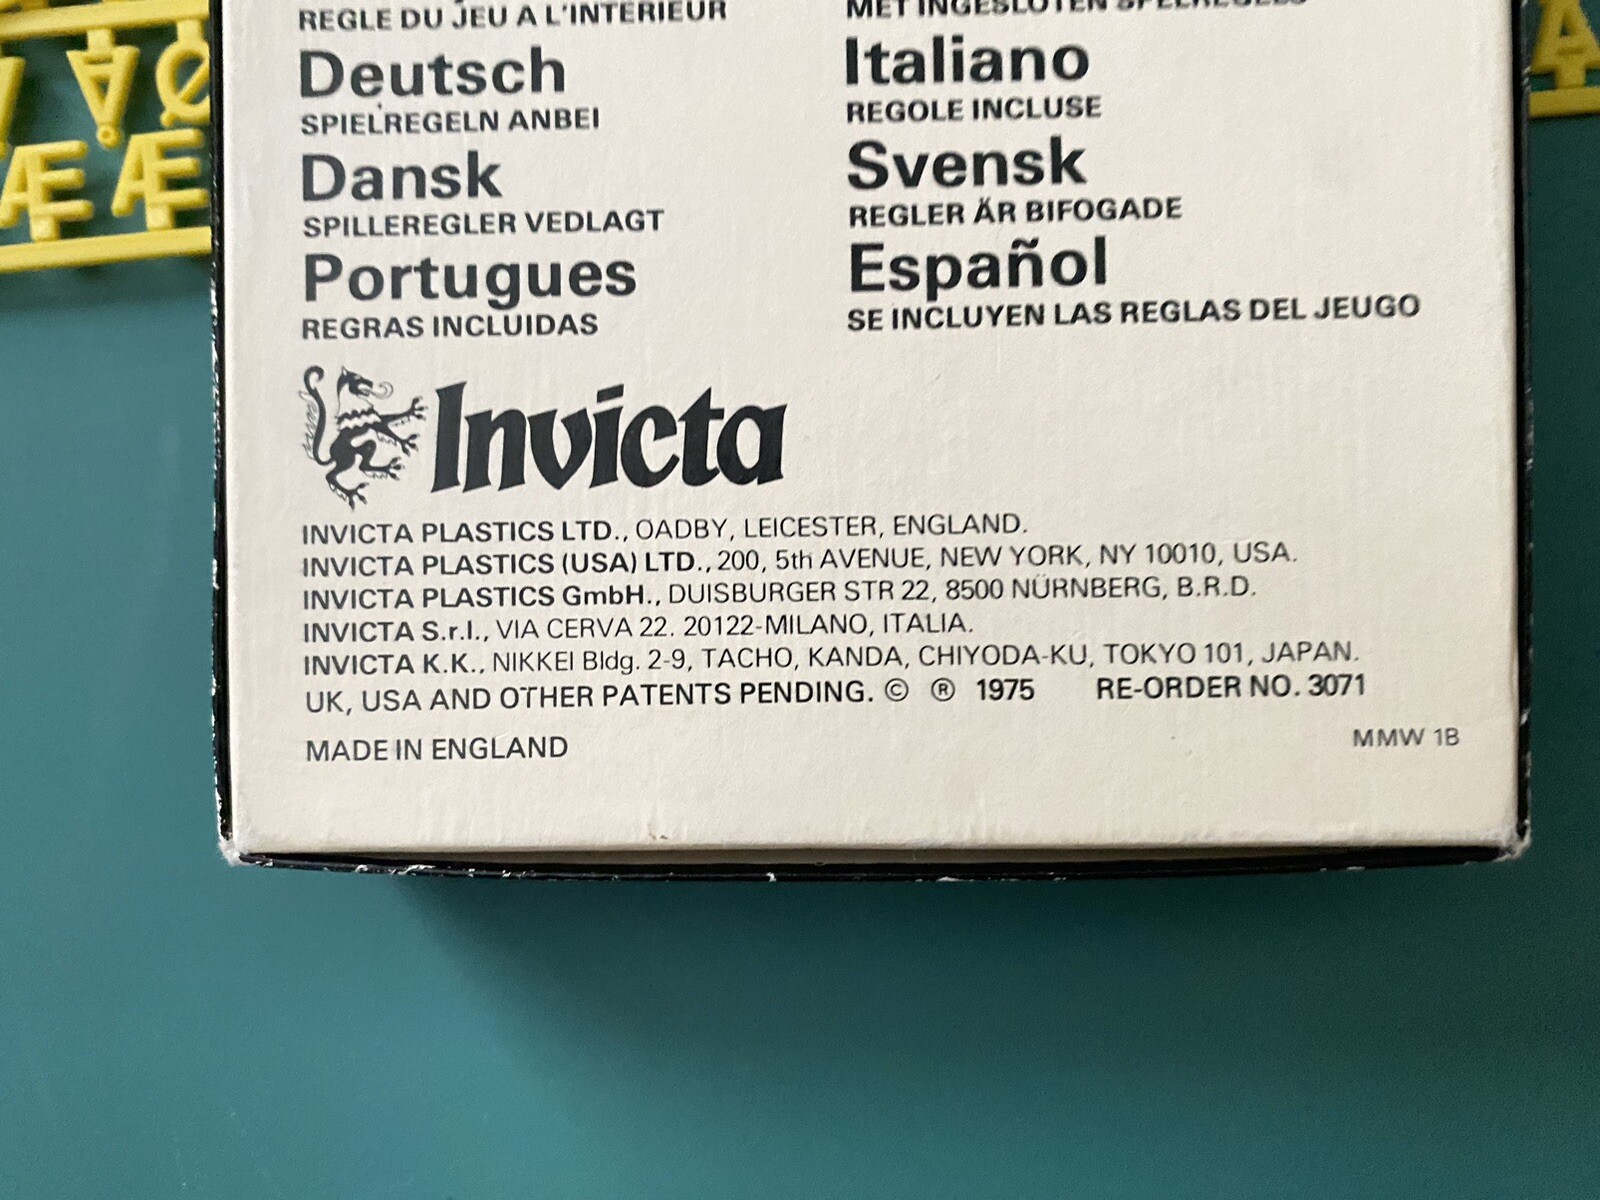 REGLE DU JEU A L'INTERIEUR
MET INGESLOTEN SPELREGELS
Deutsch
SPIELREGELN ANBEI
Italiano
REGOLE INCLUSE
Dansk
SPILLEREGLER VEDLAGT
Svensk
REGLER ÄR BIFOGADE
Portugues
REGRAS INCLUIDAS
Español
SE INCLUYEN LAS REGLAS DEL JEUGO
Invicta
INVICTA PLASTICS LTD., OADBY, LEICESTER, ENGLAND.
INVICTA PLASTICS (USA) LTD., 200, 5th AVENUE, NEW YORK, NY 10010, USA.
INVICTA PLASTICS GmbH., DUISBURGER STR 22, 8500 NÜRNBERG, B.R.D.
INVICTA S.r.l., VIA CERVA 22. 20122-MILANO, ITALIA.
INVICTA K.K., NIKKEI Bldg. 2-9, TACHO, KANDA, CHIYODA-KU, TOKYO 101, JAPAN.
UK, USA AND OTHER PATENTS PENDING. © ® 1975 RE-ORDER NO. 3071
MADE IN ENGLAND
MMW 1B
Ø
Æ Æ